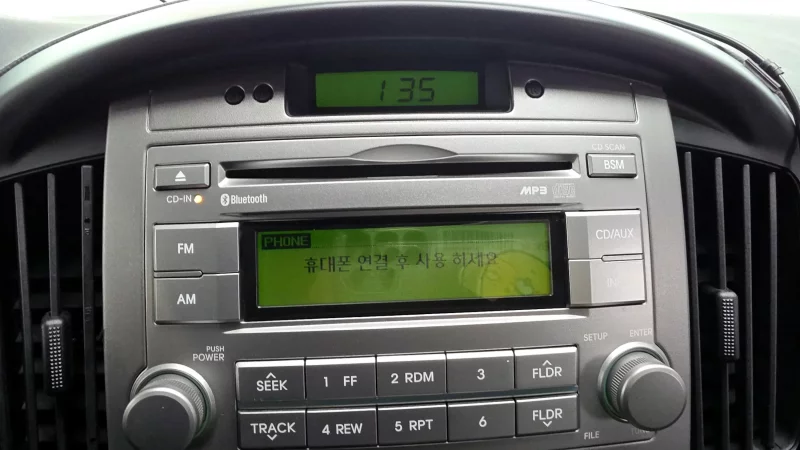 1 35
CD SCAN
BSM
CD-IN
Bluetooth
MP3
FM
PHONE
CD/AUX
휴대폰 연결 후 사용 하세요
AM
PUSH
POWER
SETUP
ENTER
SEEK
1 FF
2 RDM
3
FLDR
TRACK
4 REW
5 RPT
6
FLDR
FILE